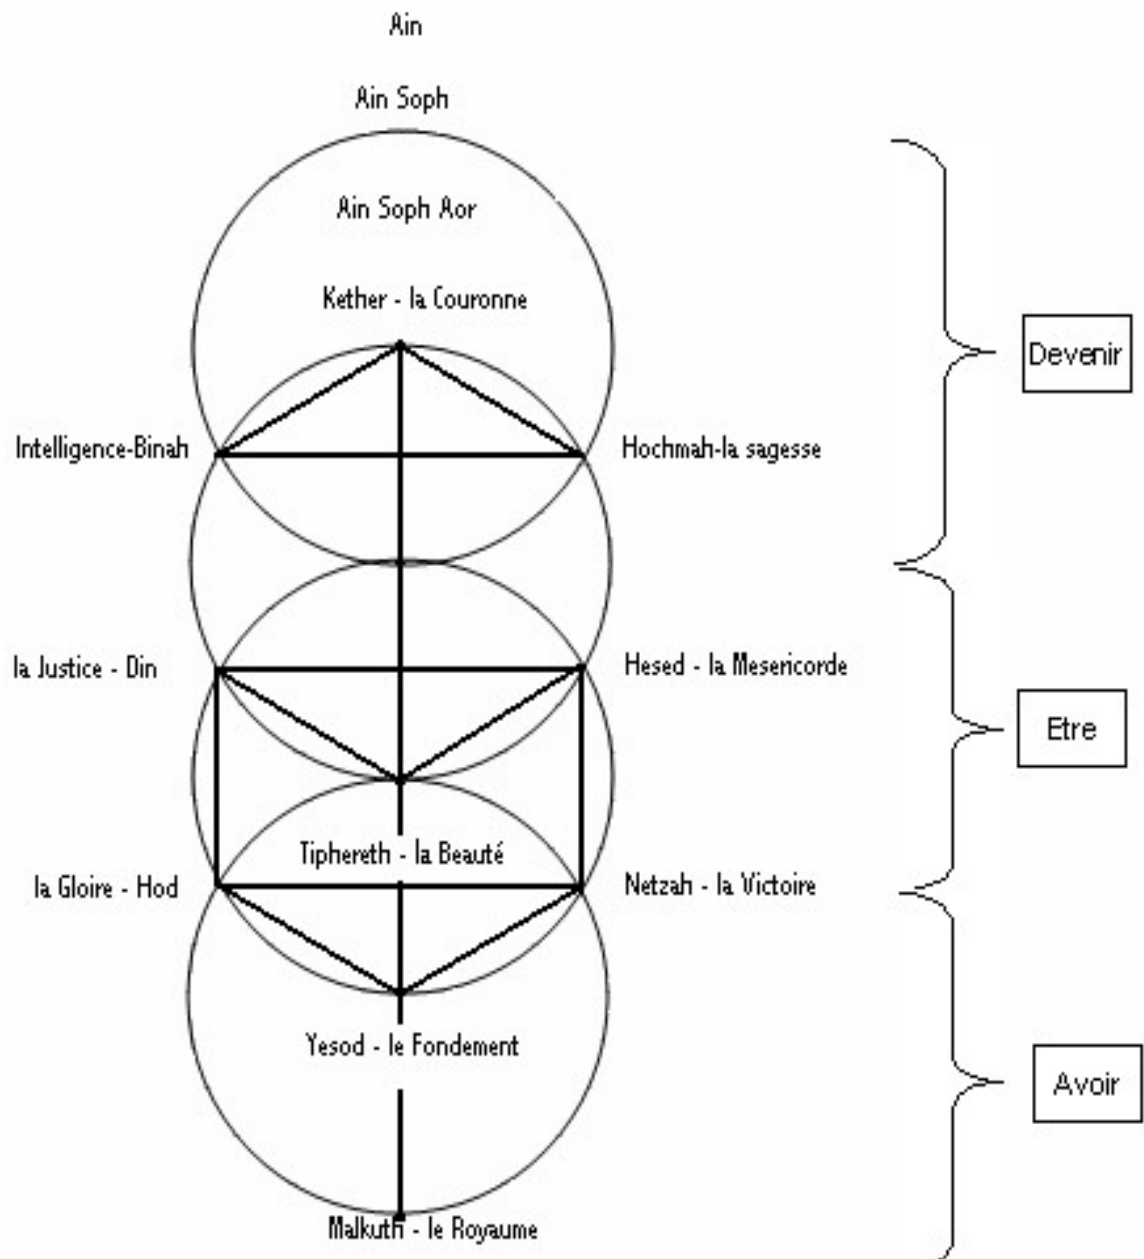 Ain
Ain Soph
Ain Soph Aor
Kether - la Couronne
Devenir
Intelligence-Binah
Hochmah-la sagesse
la Justice - Din
Hesed - la Mesericorde
Etre
Tiphereth - la Beauté
la Gloire - Hod
Netzah - la Victoire
Yesod - le Fondement
Avoir
Malkuth - le Royaume